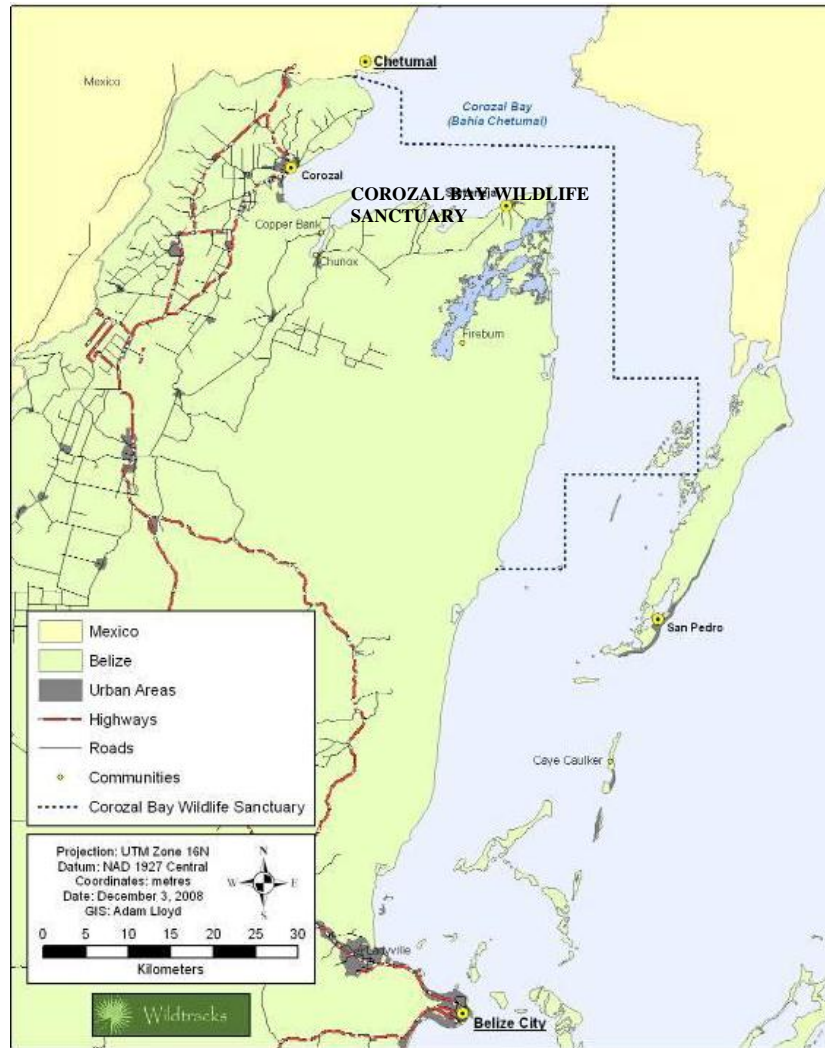 Chetumal
Mexico
Corozal Bay
(Bahia Chetumal)
Corozal
COROZAL BAY WILDLIFE
SANCTUARY
Copper Bank
Chunox
Fireburn
San Pedro
Caye Caulker
Ladyville
Belize City
Mexico
Belize
Urban Areas
Highways
Roads
Communities
Corozal Bay Wildlife Sanctuary
Projection: UTM Zone 16N
Datum: NAD 1927 Central
Coordinates: metres
Date: December 3, 2008
GIS: Adam Lloyd
N
W E
S
0 5 10 15 20 25 30
Kilometers
Wildtracks